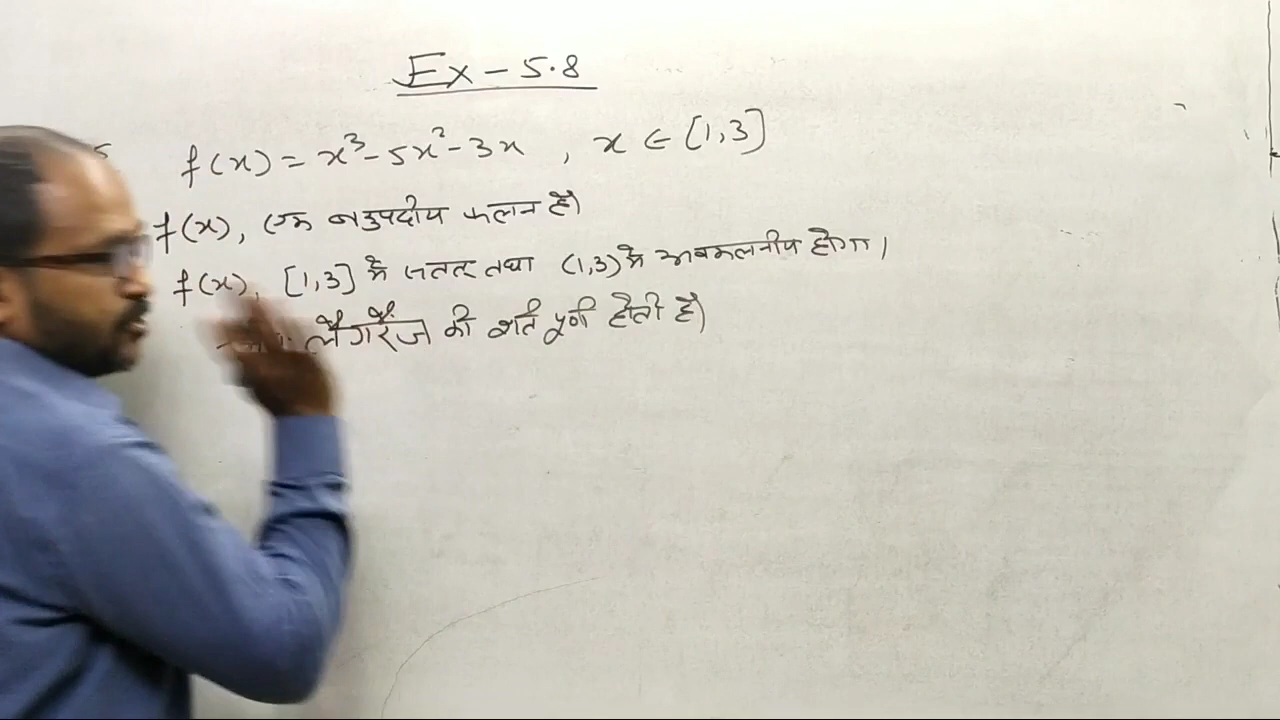 Ex - 5.8
f(x) = x³ - 5x² - 3x , x ∈ [1,3]
f(x), एक बहुपदीय फलन है।
f(x), [1,3] में सतत तथा (1,3) में अवकलनीय होगा।
लैगरेंज की शर्त पूर्ण होती है।